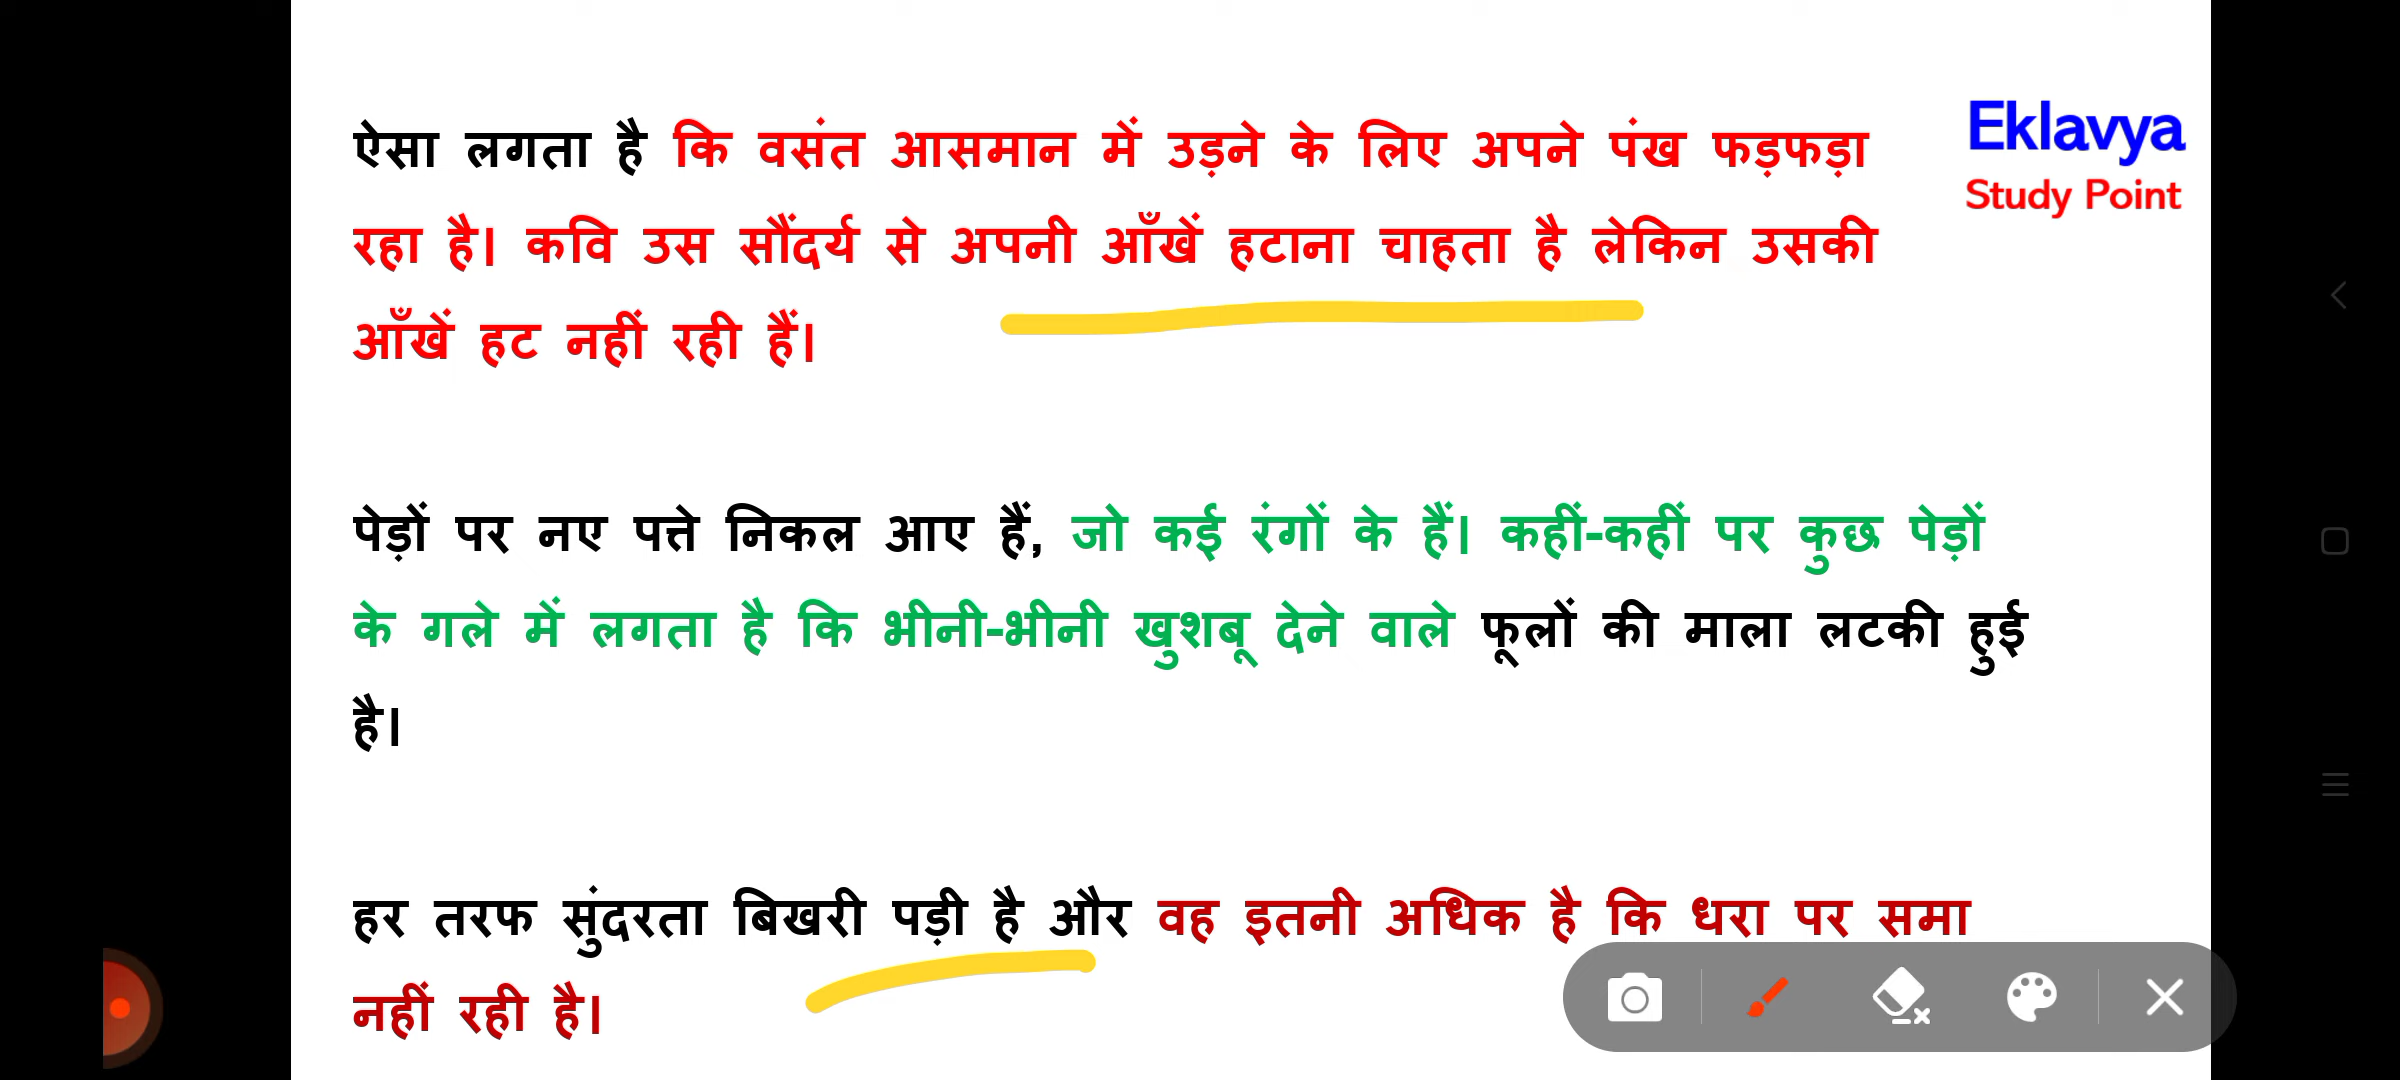 ऐसा लगता है कि वसंत आसमान में उड़ने के लिए अपने पंख फड़फड़ा
Eklavya
Study Point
रहा है। कवि उस सौंदर्य से अपनी आँखें हटाना चाहता है लेकिन उसकी
आँखें हट नहीं रही हैं।
पेड़ों पर नए पत्ते निकल आए हैं, जो कई रंगों के हैं। कहीं-कहीं पर कुछ पेड़ों
के गले में लगता है कि भीनी-भीनी खुशबू देने वाले फूलों की माला लटकी हुई
है।
हर तरफ सुंदरता बिखरी पड़ी है और वह इतनी अधिक है कि धरा पर समा
नहीं रही है।